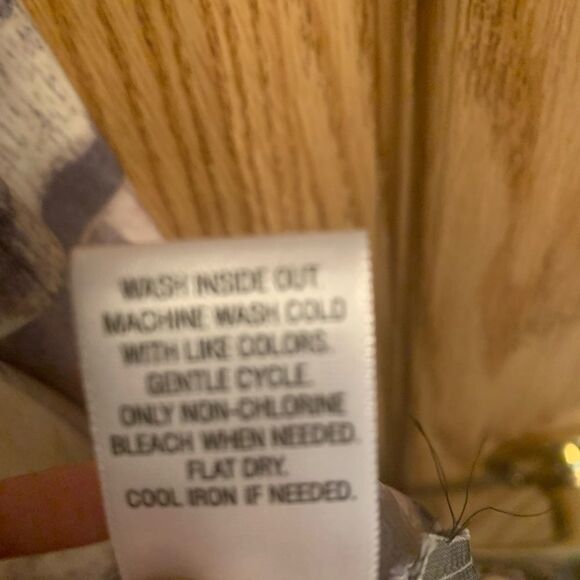 WASH INSIDE OUT.
MACHINE WASH COLD
WITH LIKE COLORS.
GENTLE CYCLE.
ONLY NON-CHLORINE
BLEACH WHEN NEEDED.
FLAT DRY.
COOL IRON IF NEEDED.